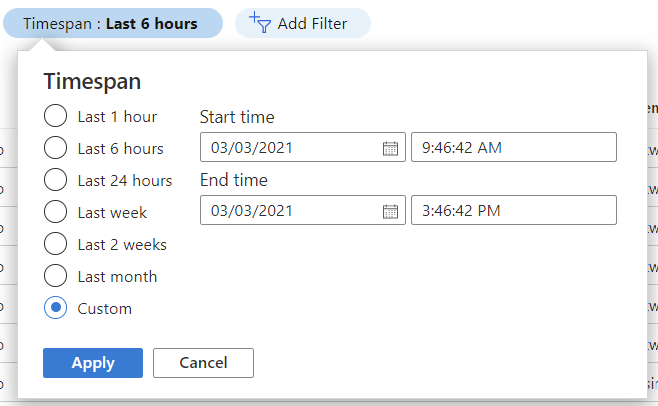 Timespan : Last 6 hours
Add Filter
Timespan
Last 1 hour
Last 6 hours
Last 24 hours
Last week
Last 2 weeks
Last month
Custom
Start time
03/03/2021 9:46:42 AM
End time
03/03/2021 3:46:42 PM
Apply Cancel